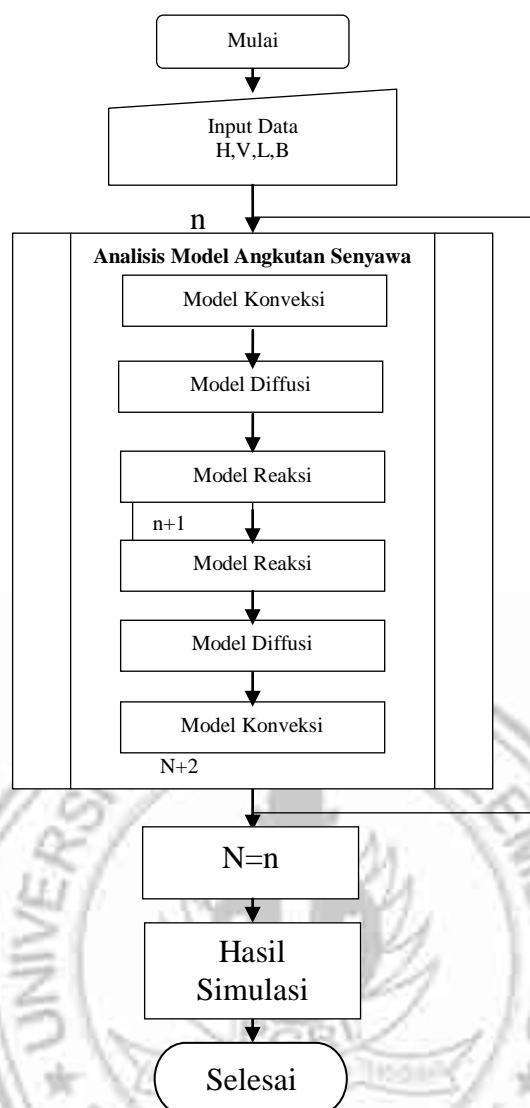 Mulai
Input Data
H,V,L,B
n
Analisis Model Angkutan Senyawa
Model Konveksi
Model Diffusi
Model Reaksi
n+1
Model Reaksi
Model Diffusi
Model Konveksi
N+2
N=n
Hasil
Simulasi
Selesai